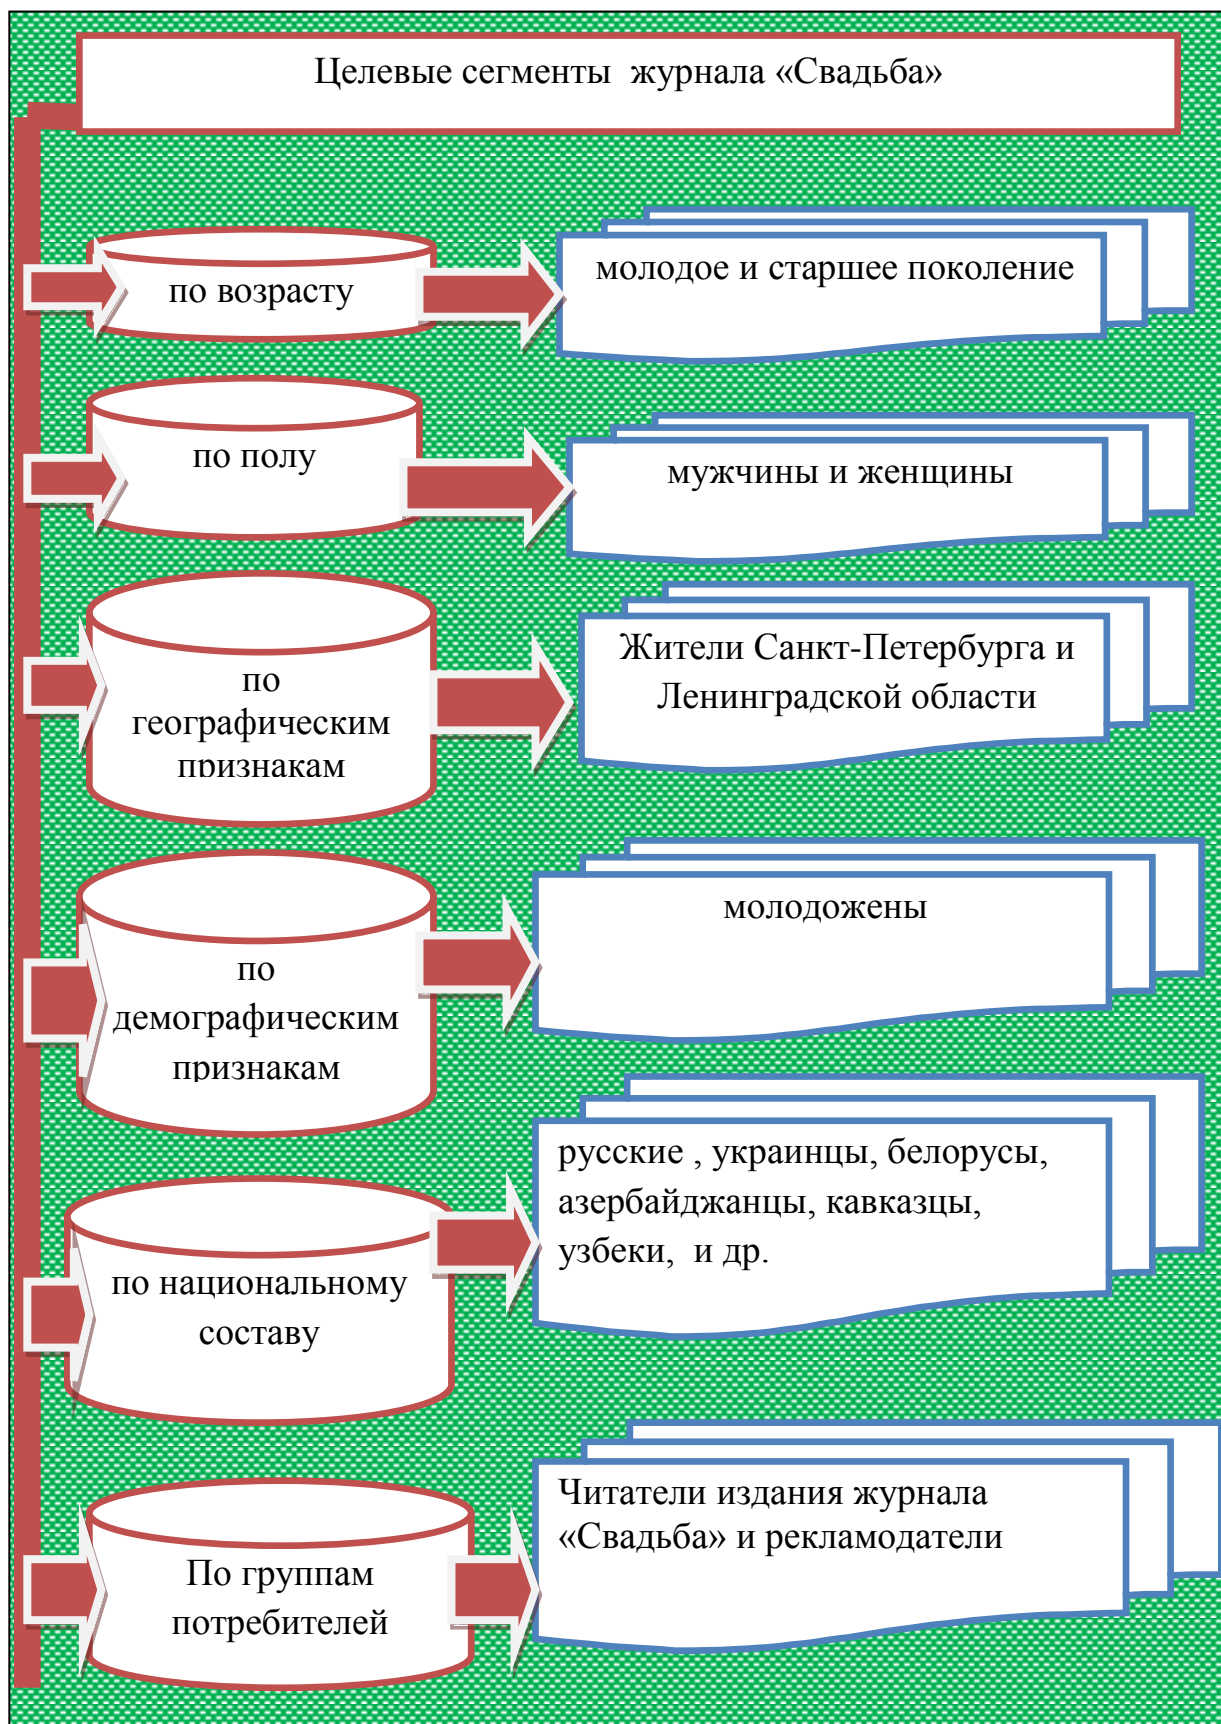 Целевые сегменты  журнала «Свадьба»
по возрасту
молодое и старшее поколение
по полу
мужчины и женщины
по
географическим
признакам
Жители Санкт-Петербурга и
Ленинградской области
по
демографическим
признакам
молодожены
по национальному
составу
русские , украинцы, белорусы,
азербайджанцы, кавказцы,
узбеки,  и др.
По группам
потребителей
Читатели издания журнала
«Свадьба» и рекламодатели